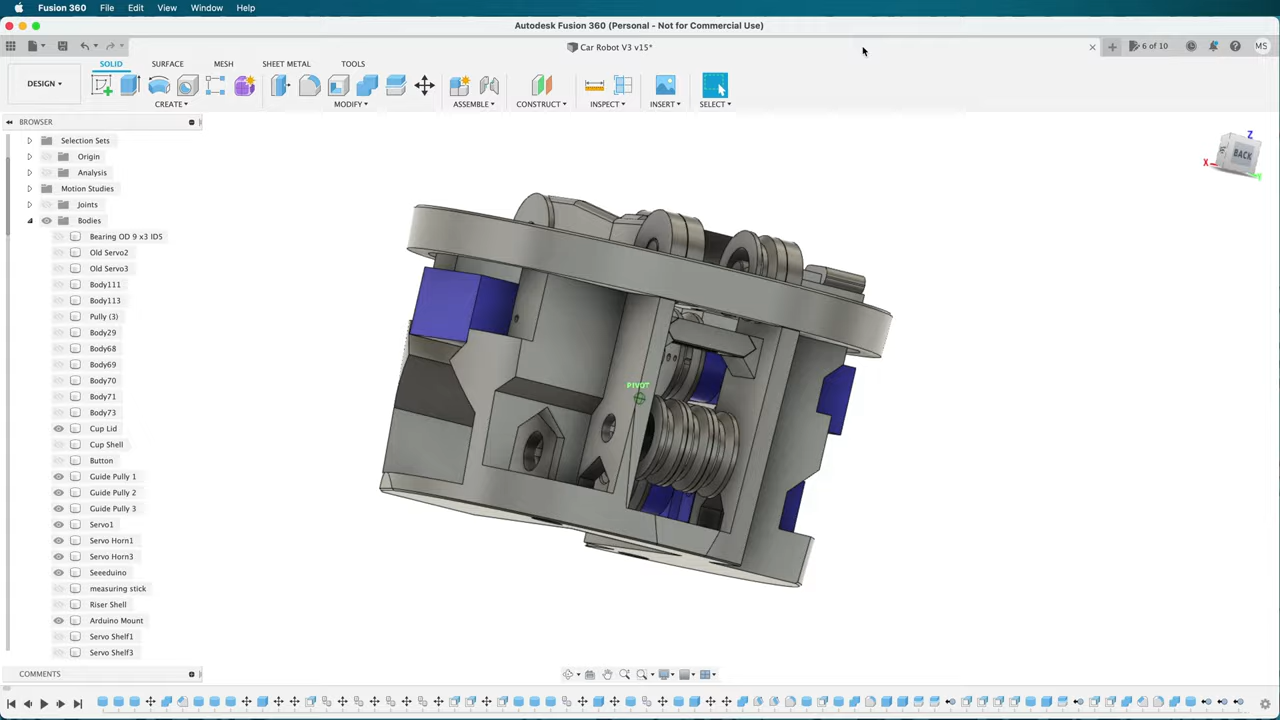 Fusion 360 File Edit View Window Help
Autodesk Fusion 360 (Personal - Not for Commercial Use)
Car Robot V3 v15*
6 of 10
MS
SOLID SURFACE MESH SHEET METAL TOOLS
DESIGN
CREATE MODIFY ASSEMBLE CONSTRUCT INSPECT INSERT SELECT
BROWSER
Selection Sets
Origin
Analysis
Motion Studies
Joints
Bodies
Bearing OD 9 x3 ID5
Old Servo2
Old Servo3
Body111
Body113
Pully (3)
Body29
Body68
Body69
Body70
Body71
Body73
Cup Lid
Cup Shell
Button
Guide Pully 1
Guide Pully 2
Guide Pully 3
Servo1
Servo Horn1
Servo Horn3
Seeeduino
measuring stick
Riser Shell
Arduino Mount
Servo Shelf1
Servo Shelf3
COMMENTS
PIVOT
Z
BACK
X